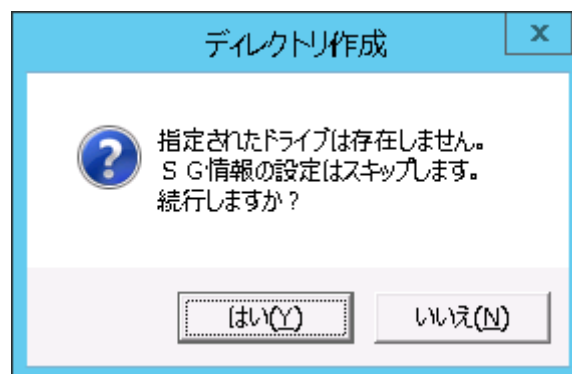 ディレクトリ作成
x
指定されたドライブは存在しません。
ＳＧ情報の設定はスキップします。
続行しますか？
はい(Y)
いいえ(N)